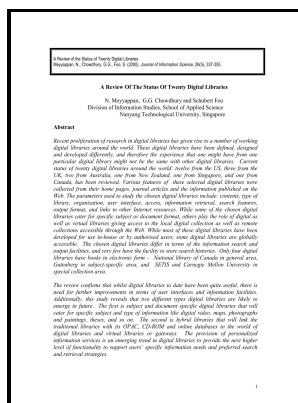 A Review of the Status of Twenty Digital Libraries
Meyyappan, N., Chowdhury, G.G., Foo, S. (2000). Journal of Information Science, 26(5), 337-355
A Review Of The Status Of Twenty Digital Libraries
N. Meyyappan, G.G. Chowdhury and Schubert Foo
Division of Information Studies, School of Applied Science
Nanyang Technological University, Singapore
Abstract
Recent proliferation of research in digital libraries has given rise to a number of working
digital libraries around the world. These digital libraries have been defined, designed
and developed differently, and therefore the experience that one might have from one
particular digital library might not be the same with other digital libraries. Current
status of twenty digital libraries around the world: twelve from the US, three from the
UK, two from Australia, one from New Zealand, one from Singapore, and one from
Canada, has been reviewed. Various features of these selected digital libraries were
collected from their home pages, journal articles and the information published on the
Web. The parameters used to study the chosen digital libraries include: contents, type of
library, organization, user interface, access, information retrieval, search features,
output format, and links to other Internet resources. While some of the chosen digital
libraries cater for specific subject or document format, others play the role of digital as
well as virtual libraries giving access to the local digital collection as well as remote
collections accessible through the Web. While most of these digital libraries have been
developed for use in-house or by authorised users, some digital libraries are globally
accessible. The chosen digital libraries differ in terms of the information search and
output facilities, and very few have the facility to store search histories. Only four digital
libraries have books in electronic form – National library of Canada in general area,
Gutenberg in subject-specific area, and SETIS and Carnegie Mellon University in
special collection area.
The review confirms that whilst digital libraries to date have been quite useful, there is
need for further improvements in terms of user interfaces and information facilities.
Additionally, this study reveals that two different types digital libraries are likely to
emerge in future. The first is subject and document specific digital libraries that will
cater for specific subject and type of information like digital video, maps, photographs
and paintings, theses, and so on. The second is hybrid libraries that will link the
traditional libraries with its OPAC, CD-ROM and online databases to the world of
digital libraries and virtual libraries or gateways. The provision of personalized
information services is an emerging trend in digital libraries to provide the next higher
level of functionality to support users' specific information needs and preferred search
and retrieval strategies.
1